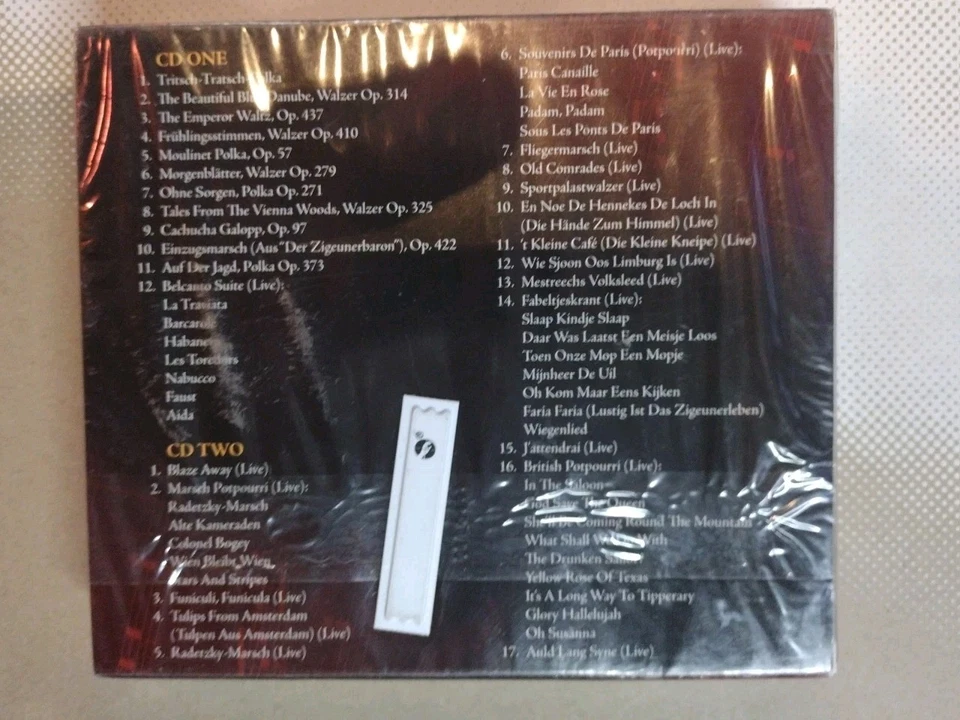 CD ONE
1. Tritsch-Tratsch-Polka
2. The Beautiful Blue Danube, Walzer Op. 314
3. The Emperor Waltz, Op. 437
4. Frühlingsstimmen, Walzer Op. 410
5. Moulinet Polka, Op. 57
6. Morgenblätter, Walzer Op. 279
7. Ohne Sorgen, Polka Op. 271
8. Tales From The Vienna Woods, Walzer Op. 325
9. Cachucha Galopp, Op. 97
10. Einzugsmarsch (Aus "Der Zigeunerbaron"), Op. 422
11. Auf Der Jagd, Polka Op. 373
12. Belcanto Suite (Live):
La Traviata
Barcarole
Habanera
Les Toredors
Nabucco
Faust
Aida
CD TWO
1. Blaze Away (Live)
2. Marsch Potpourri (Live):
Radetzky-Marsch
Alte Kameraden
Colonel Bogey
Wien Bleibt Wien
Stars And Stripes
3. Funiculi, Funicula (Live)
4. Tulips From Amsterdam
(Tulpen Aus Amsterdam) (Live)
5. Radetzky-Marsch (Live)
6. Souvenirs De Paris (Potpourri) (Live):
Paris Canaille
La Vie En Rose
Padam, Padam
Sous Les Ponts De Paris
7. Fliegermarsch (Live)
8. Old Comrades (Live)
9. Sportpalastwalzer (Live)
10. En Noe De Hennekes De Loch In
(Die Hände Zum Himmel) (Live)
11. 't Kleine Café (Die Kleine Kneipe) (Live)
12. Wie Sjoon Oos Limburg Is (Live)
13. Mestreechs Volksleed (Live)
14. Fabeltjeskrant (Live):
Slaap Kindje Slaap
Daar Was Laatst Een Meisje Loos
Toen Onze Mop Een Mopje
Mijnheer De Uil
Oh Kom Maar Eens Kijken
Faria Faria (Lustig Ist Das Zigeunerleben)
Wiegenlied
15. J'attendrai (Live)
16. British Potpourri (Live):
In The Saloon
God Save The Queen
She'll Be Coming Round The Mountain
What Shall We Do With
The Drunken Sailor
Yellow Rose Of Texas
It's A Long Way To Tipperary
Glory Hallelujah
Oh Susanna
17. Auld Lang Syne (Live)